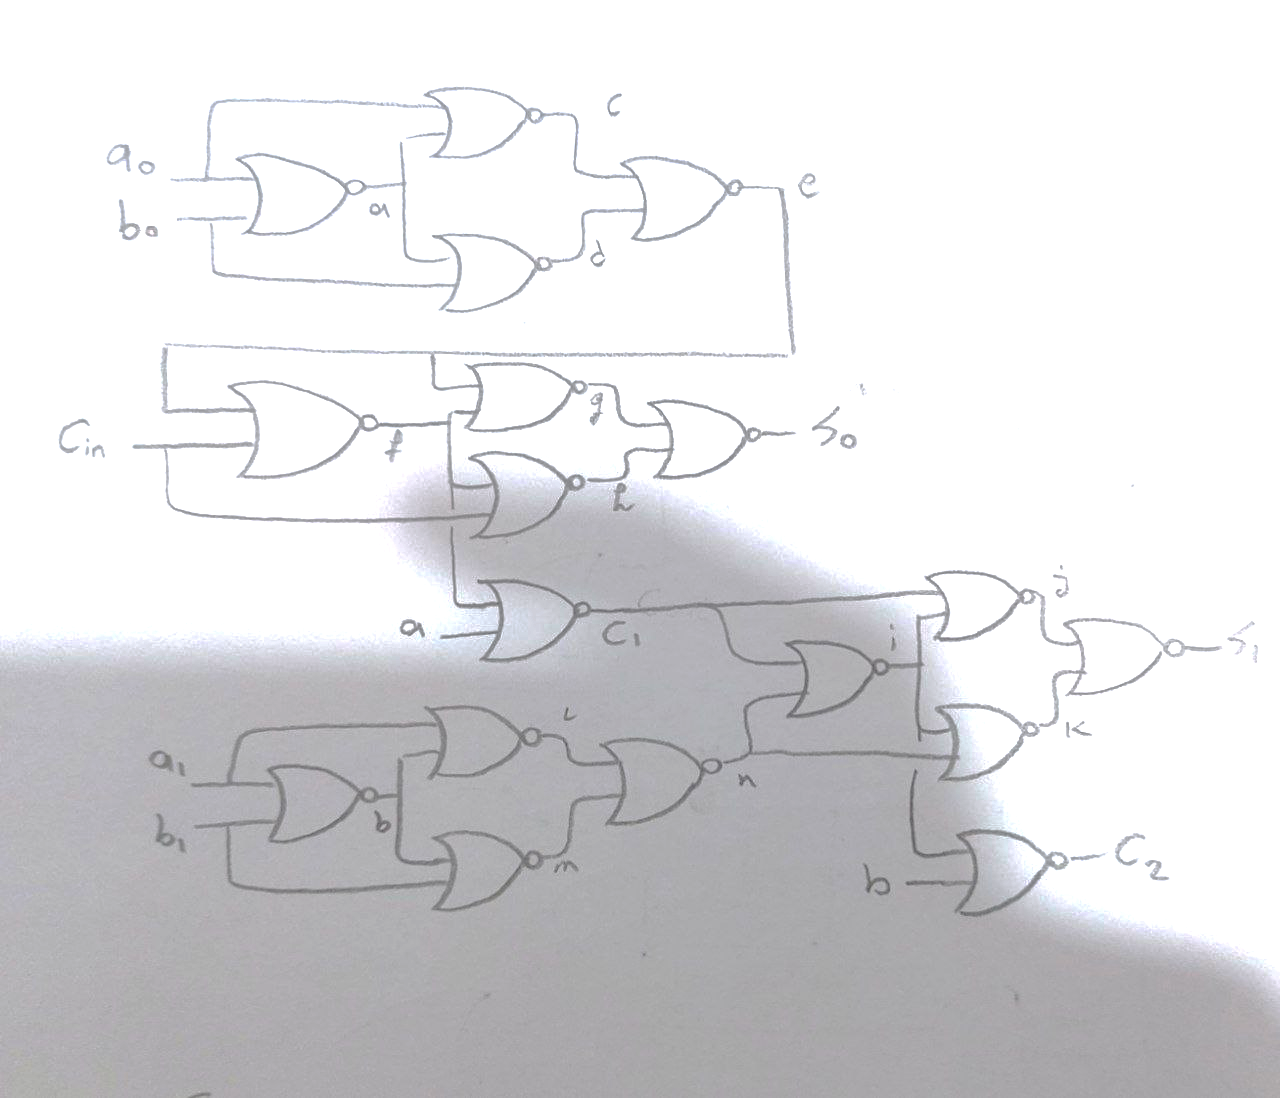 c
a₀
a
e
b₀
d
g
Cin
f
S₀
h
j
a
C₁
i
S₁
i
k
a₁
n
b₁
b
m
C₂
b